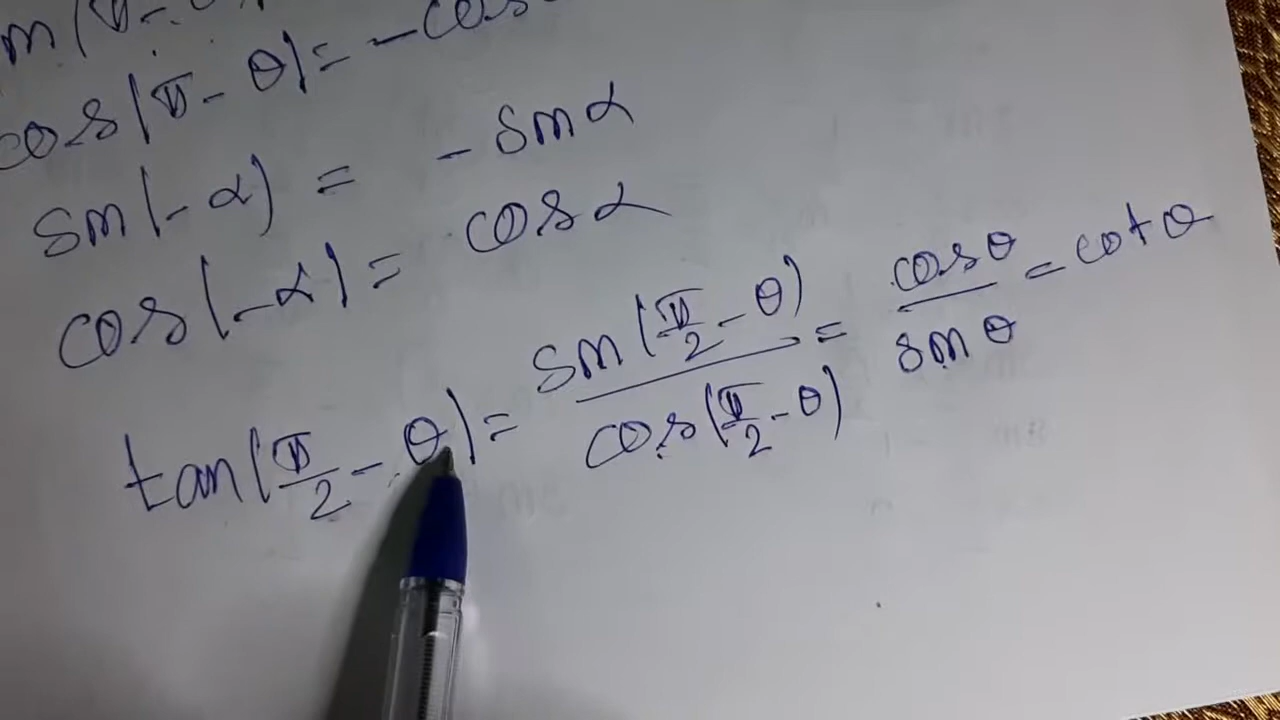 cos(π-θ)= -cos
sin(-α) = -sinα
cos(-α)= cosα
tan(π/2-θ)= sin(π/2-θ)/cos(π/2-θ) = cosθ/sinθ = cotθ